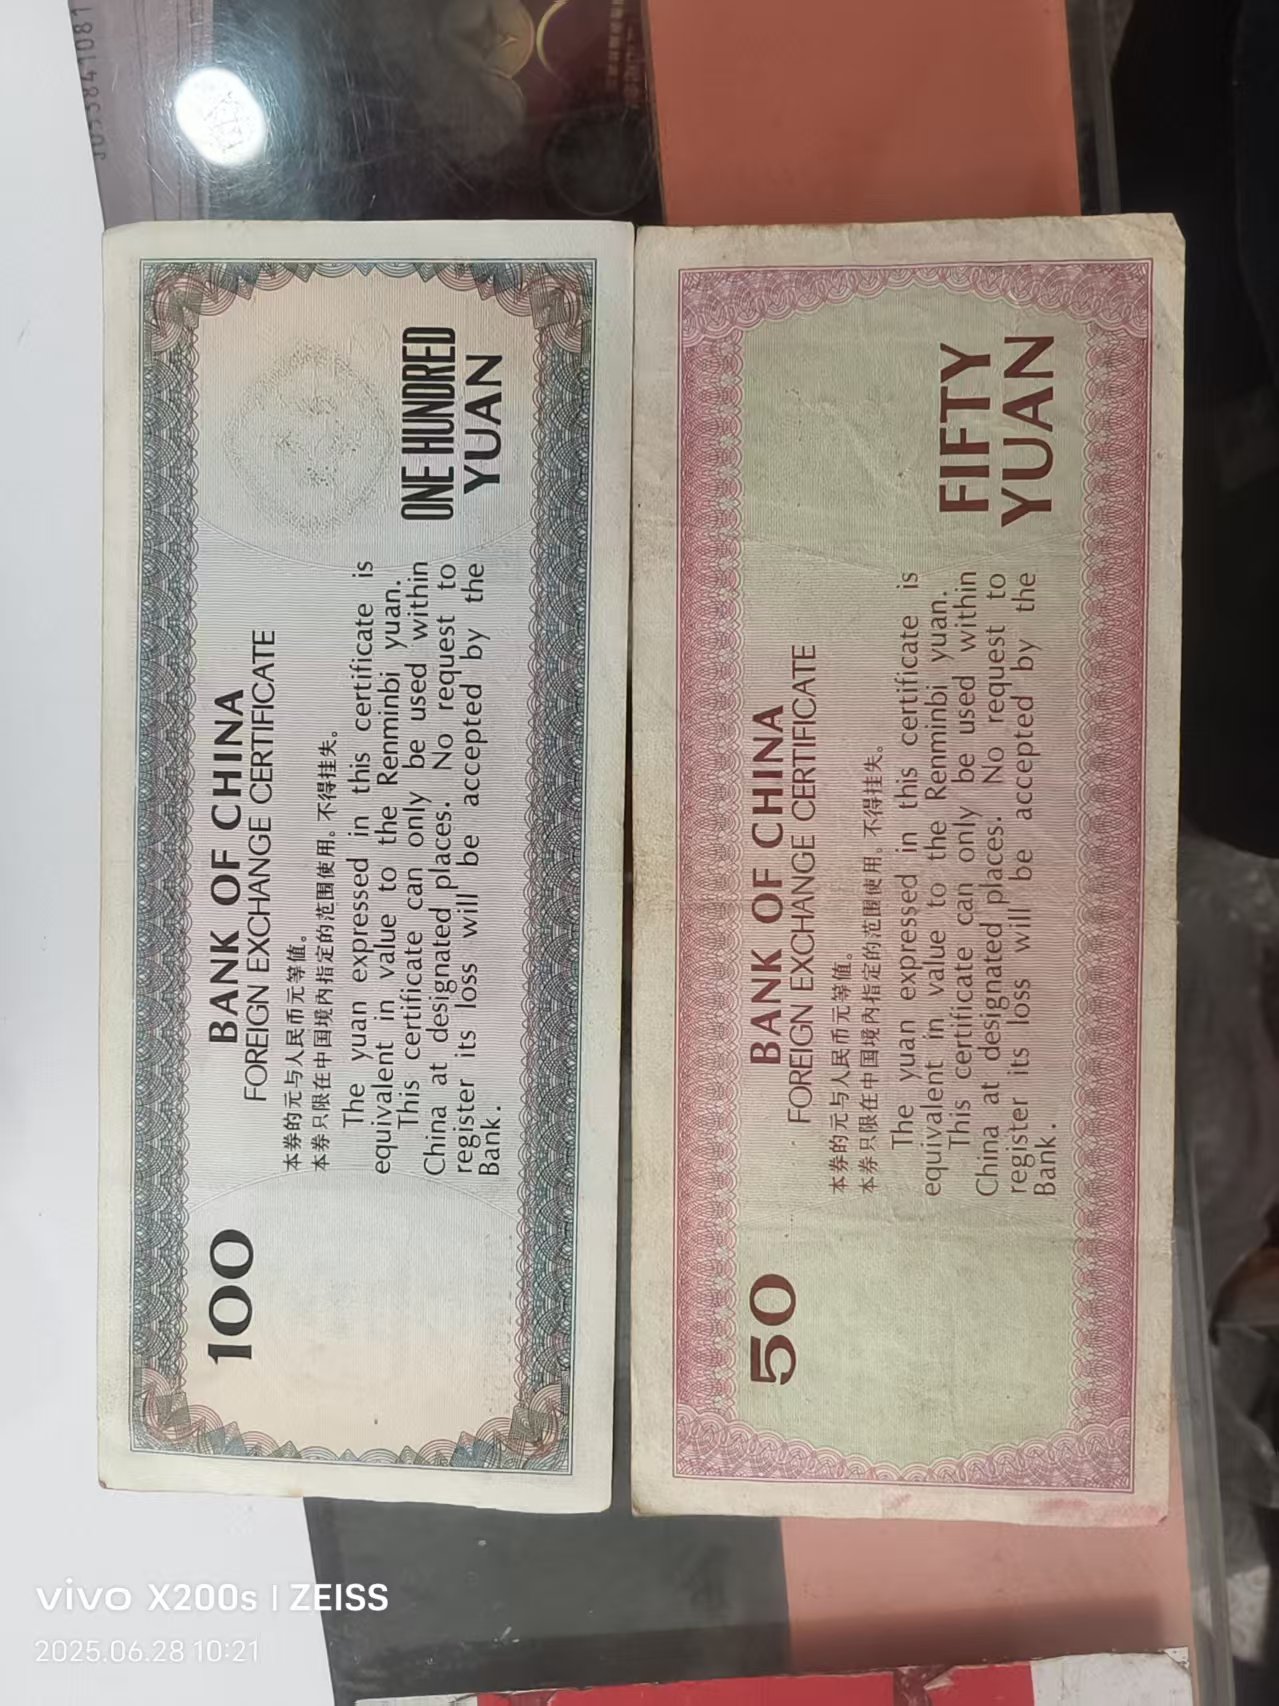 100
BANK OF CHINA
FOREIGN EXCHANGE CERTIFICATE
本券的元与人民币元等值。
本券只限在中国境内指定的范围使用。不得挂失。
The yuan expressed in this certificate is
equivalent in value to the Renminbi yuan.
This certificate can only be used within
China at designated places. No request to
register its loss will be accepted by the
Bank.
ONE HUNDRED
YUAN
50
BANK OF CHINA
FOREIGN EXCHANGE CERTIFICATE
本券的元与人民币元等值。
本券只限在中国境内指定的范围使用。不得挂失。
The yuan expressed in this certificate is
equivalent in value to the Renminbi yuan.
This certificate can only be used within
China at designated places. No request to
register its loss will be accepted by the
Bank.
FIFTY
YUAN
vivo X200s | ZEISS
2025.06.28 10:21